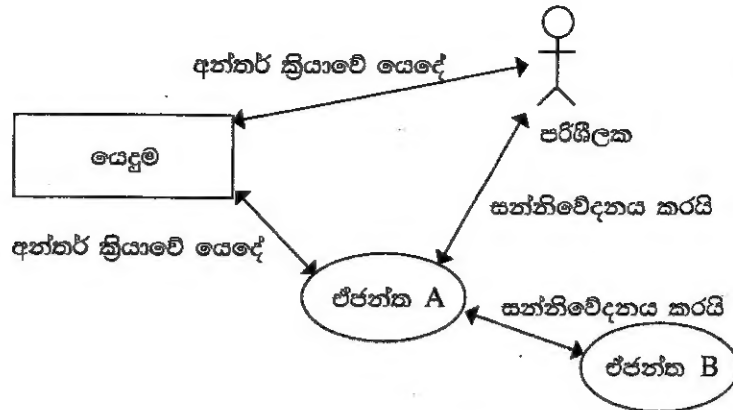 අන්තර් ක්‍රියාවේ යෙදේ
යෙදුම
පරිශීලක
සන්නිවේදනය කරයි
අන්තර් ක්‍රියාවේ යෙදේ
ඒජන්ත A
සන්නිවේදනය කරයි
ඒජන්ත B